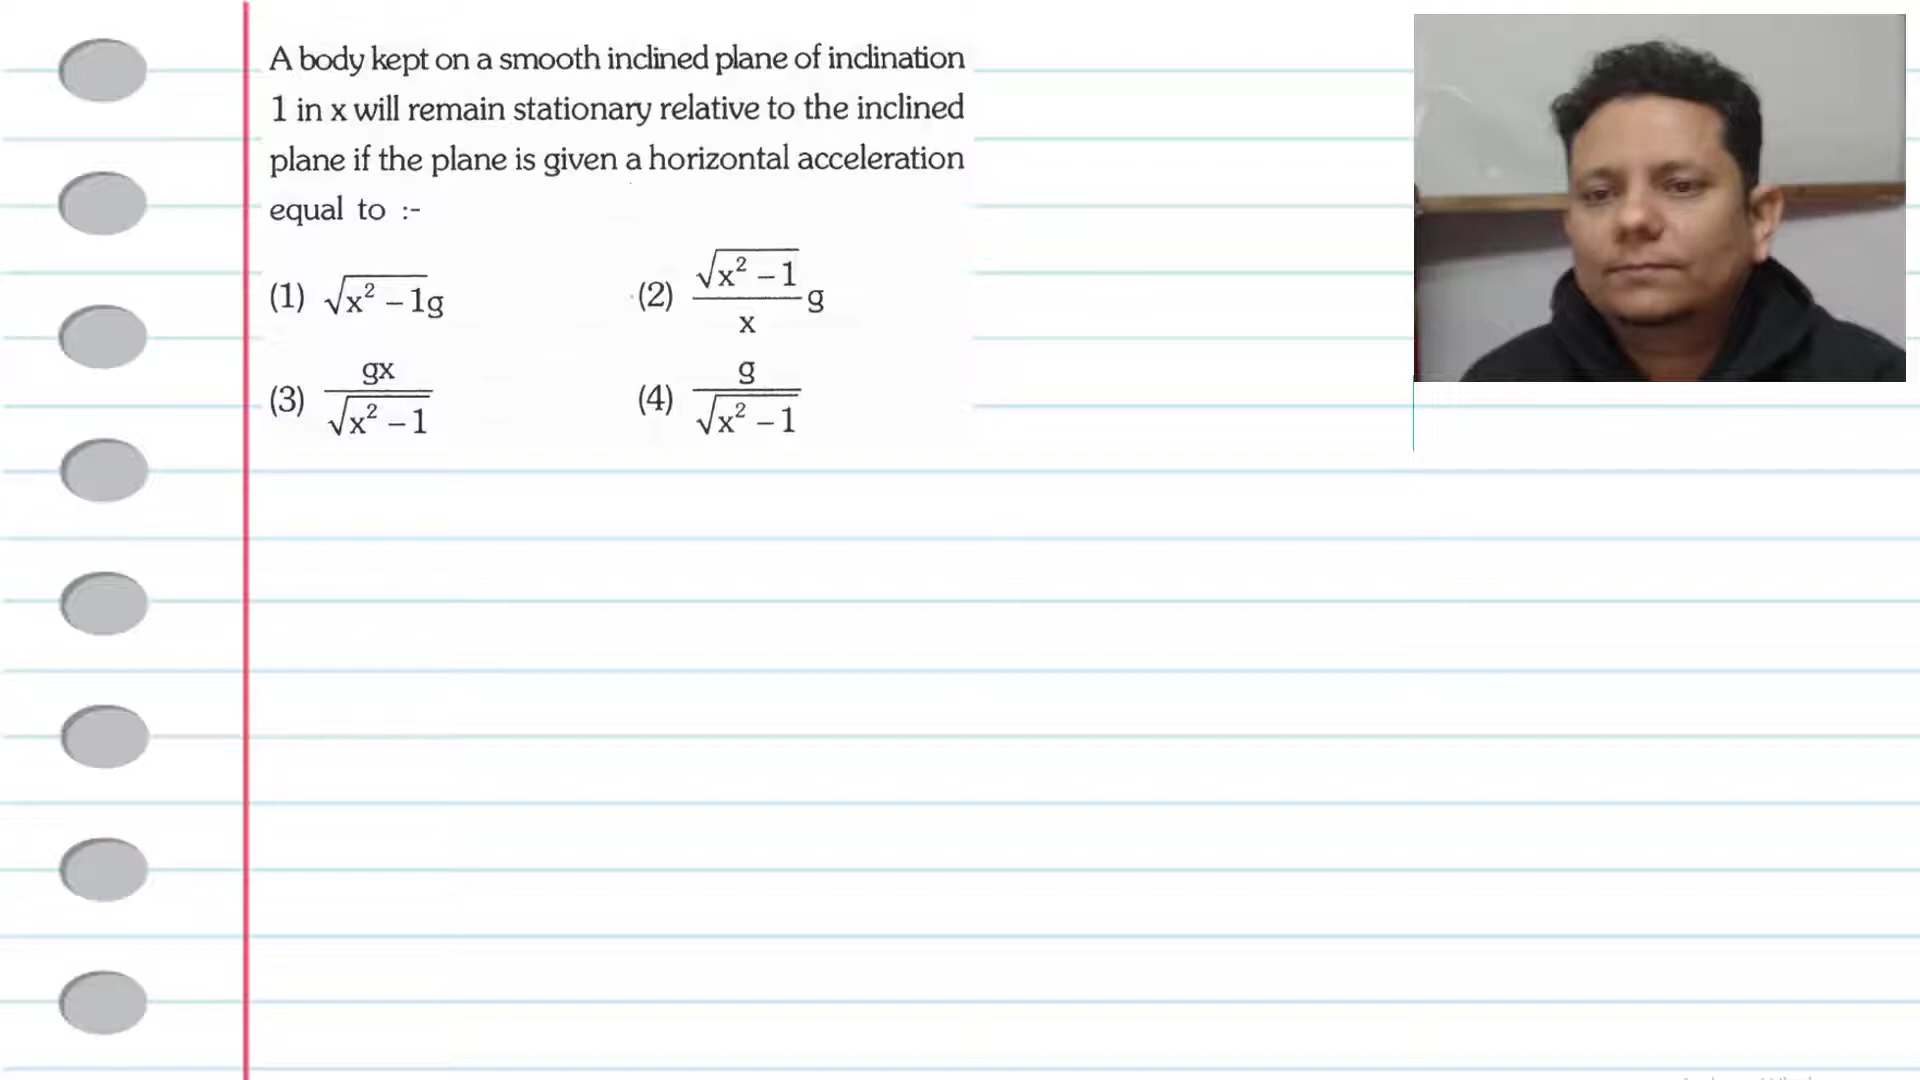 A body kept on a smooth inclined plane of inclination
1 in x will remain stationary relative to the inclined
plane if the plane is given a horizontal acceleration
equal to :-
(1) √(x² – 1)g (2) √(x² – 1)/x g
(3) gx/√(x² – 1) (4) g/√(x² – 1)